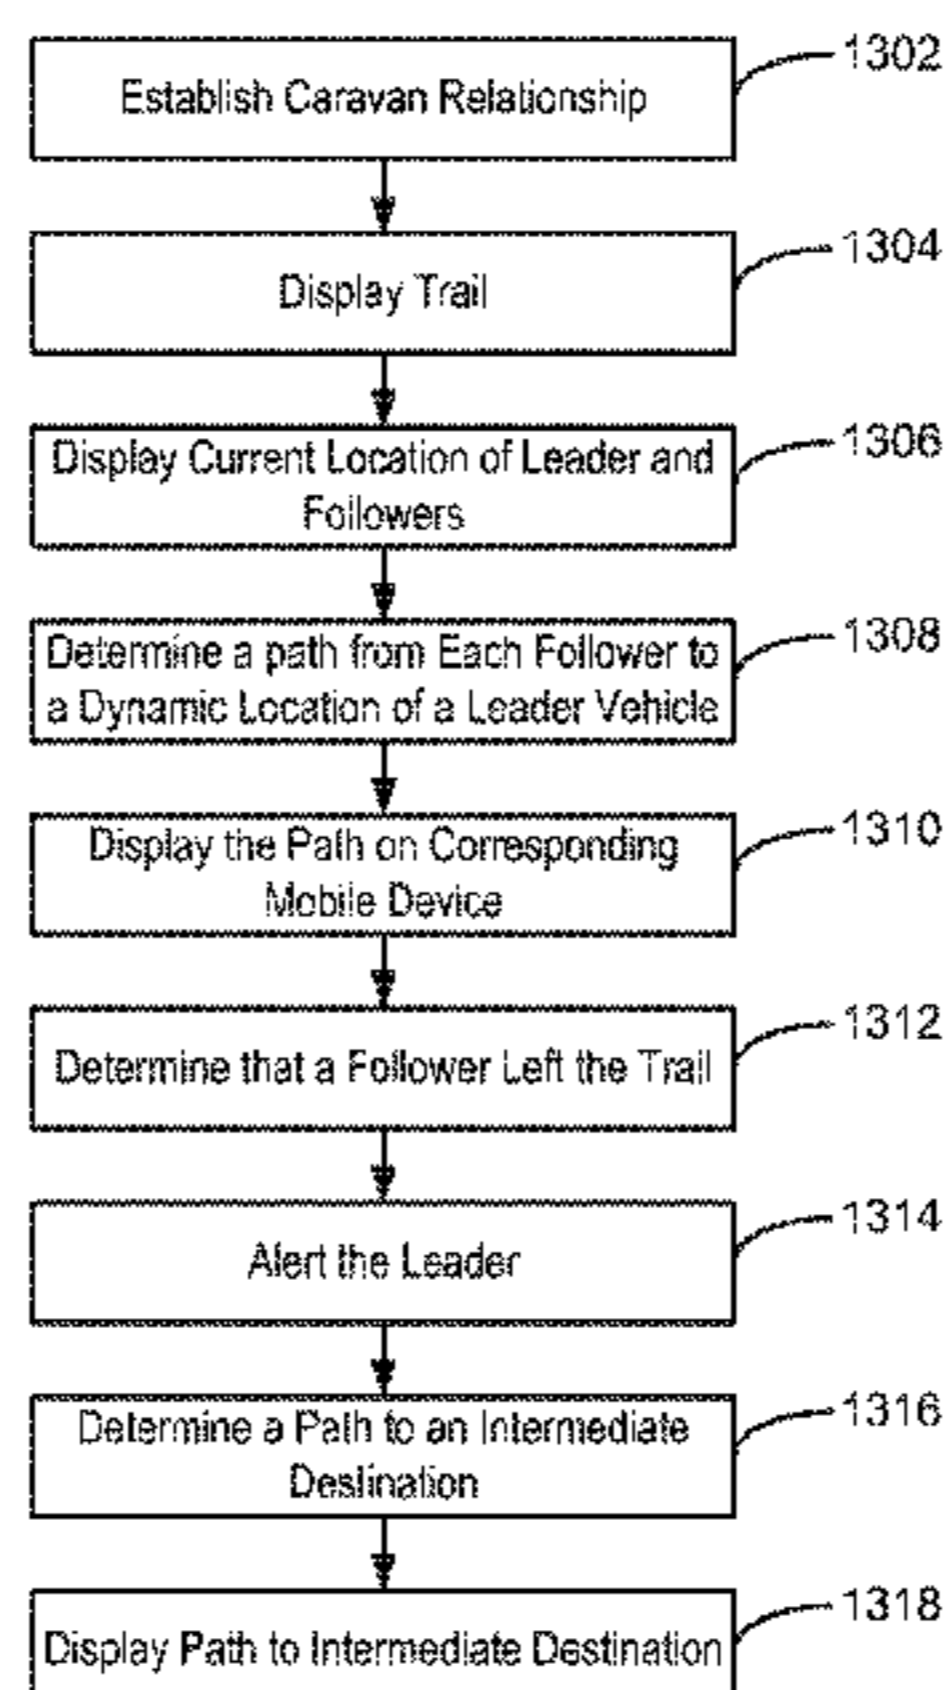 Establish Caravan Relationship
1302
Display Trail
1304
Display Current Location of Leader and
Followers
1306
Determine a path from Each Follower to
a Dynamic Location of a Leader Vehicle
1308
Display the Path on Corresponding
Mobile Device
1310
Determine that a Follower Left the Trail
1312
Alert the Leader
1314
Determine a Path to an Intermediate
Destination
1316
Display Path to Intermediate Destination
1318